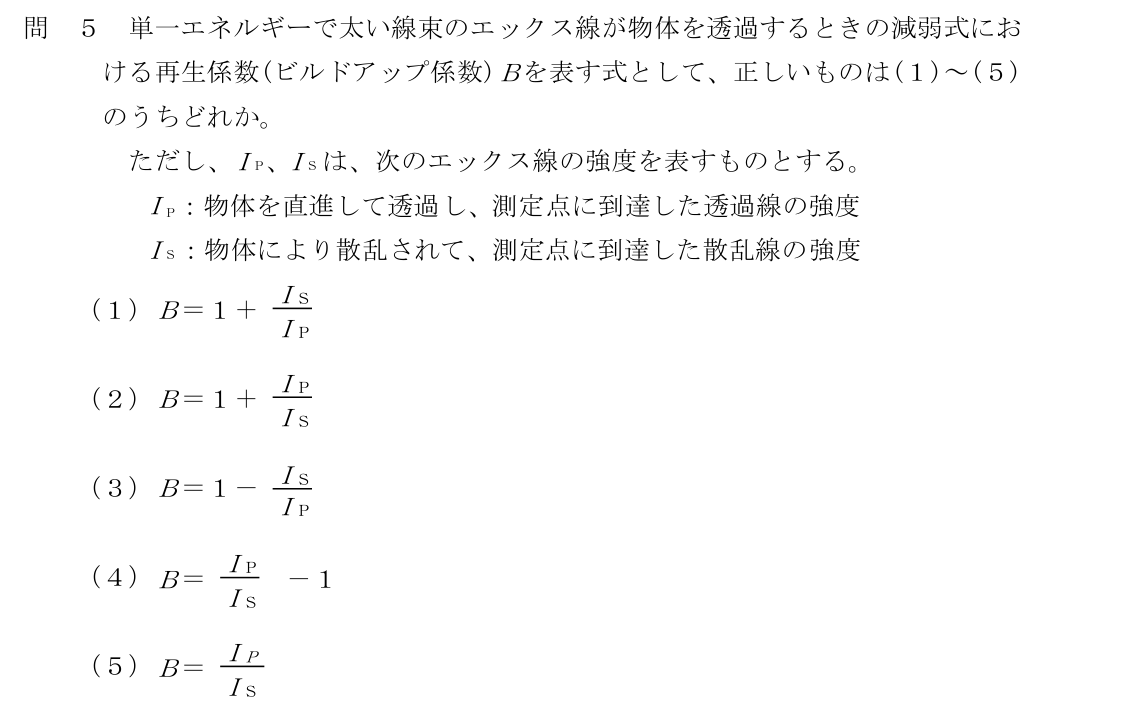 問 5 単一エネルギーで太い線束のエックス線が物体を透過するときの減弱式にお
ける再生係数(ビルドアップ係数)Bを表す式として、正しいものは(1)～(5)
のうちどれか。
ただし、IP、ISは、次のエックス線の強度を表すものとする。
IP：物体を直進して透過し、測定点に到達した透過線の強度
IS：物体により散乱されて、測定点に到達した散乱線の強度
(1) B=1+ IS/IP
(2) B=1+ IP/IS
(3) B=1- IS/IP
(4) B= IP/IS -1
(5) B= IP/IS